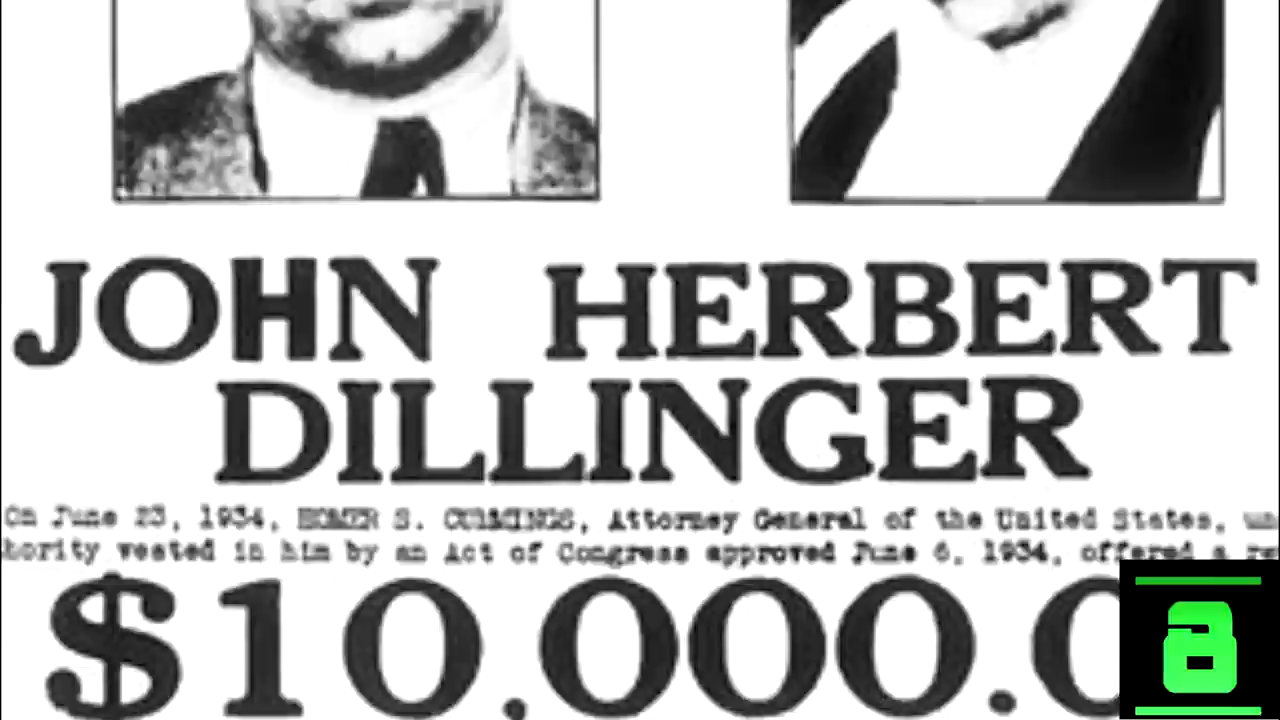 JOHN HERBERT
DILLINGER
On June 23, 1934, HOMER S. CUMMINGS, Attorney General of the United States,
hority vested in him by an Act of Congress approved June 6, 1934, offered a
$10,000.0
a